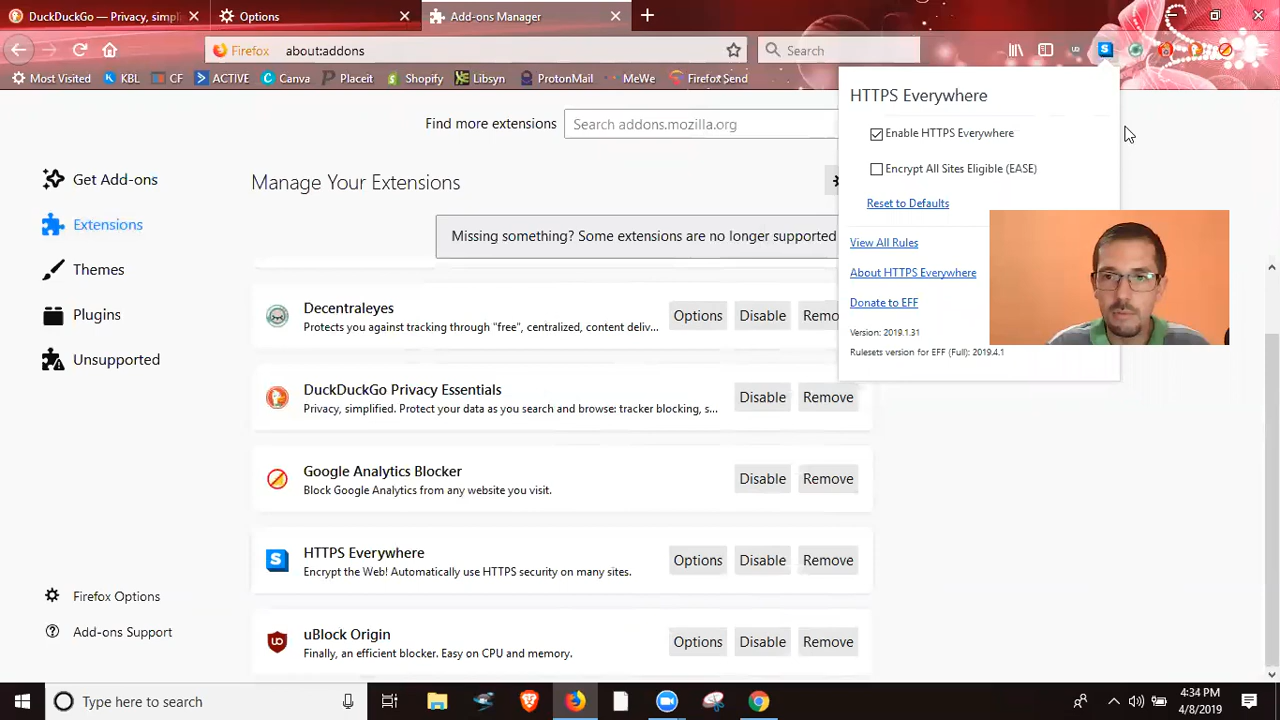 DuckDuckGo — Privacy, simpl
Options
Add-ons Manager
Firefox
about:addons
Search
Most Visited
KBL
CF
ACTIVE
Canva
Placeit
Shopify
Libsyn
ProtonMail
MeWe
Firefox Send
HTTPS Everywhere
Enable HTTPS Everywhere
Encrypt All Sites Eligible (EASE)
Reset to Defaults
View All Rules
About HTTPS Everywhere
Donate to EFF
Version: 2019.1.31
Rulesets version for EFF (Full): 2019.4.1
Find more extensions
Search addons.mozilla.org
Get Add-ons
Extensions
Themes
Plugins
Unsupported
Firefox Options
Add-ons Support
Manage Your Extensions
Missing something? Some extensions are no longer supported
Decentraleyes
Protects you against tracking through "free", centralized, content deliv...
Options
Disable
Remo
DuckDuckGo Privacy Essentials
Privacy, simplified. Protect your data as you search and browse: tracker blocking, s...
Disable
Remove
Google Analytics Blocker
Block Google Analytics from any website you visit.
Disable
Remove
HTTPS Everywhere
Encrypt the Web! Automatically use HTTPS security on many sites.
Options
Disable
Remove
uBlock Origin
Finally, an efficient blocker. Easy on CPU and memory.
Options
Disable
Remove
Type here to search
4:34 PM
4/8/2019